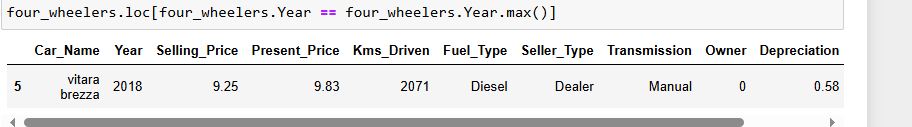 four_wheelers.loc[four_wheelers.Year == four_wheelers.Year.max()]
Car_Name Year Selling_Price Present_Price Kms_Driven Fuel_Type Seller_Type Transmission Owner Depreciation
5 vitara brezza 2018 9.25 9.83 2071 Diesel Dealer Manual 0 0.58